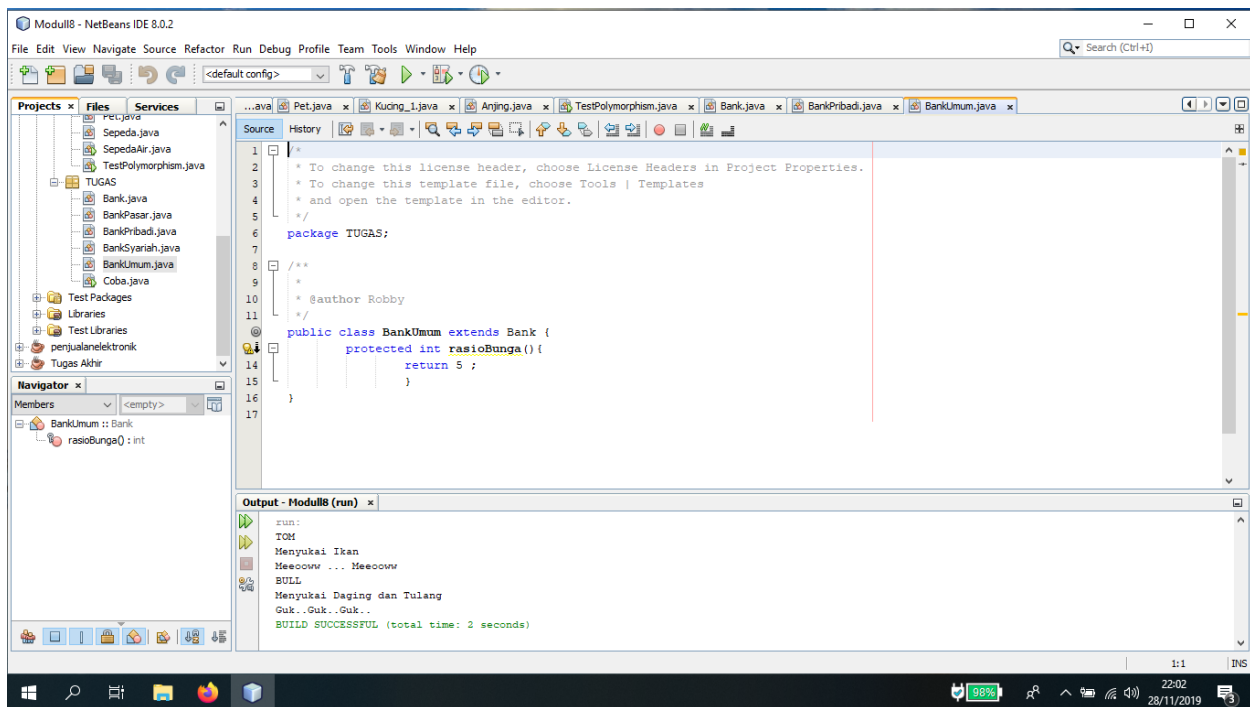 Modull8 - NetBeans IDE 8.0.2
File Edit View Navigate Source Refactor Run Debug Profile Team Tools Window Help
Search (Ctrl+I)
<default config>
Projects × Files Services
...ava Pet.java × Kucing_1.java × Anjing.java × TestPolymorphism.java × Bank.java × BankPribadi.java × BankUmum.java ×
Pet.java
Sepeda.java
SepedaAir.java
TestPolymorphism.java
TUGAS
Bank.java
BankPasar.java
BankPribadi.java
BankSyariah.java
BankUmum.java
Coba.java
Test Packages
Libraries
Test Libraries
penjualanelektronik
Tugas Akhir
Navigator ×
Members <empty>
BankUmum :: Bank
rasioBunga() : int
Source History
1 /*
2 * To change this license header, choose License Headers in Project Properties.
3 * To change this template file, choose Tools | Templates
4 * and open the template in the editor.
5 */
6 package TUGAS;
7
8 /**
9 *
10 * @author Robby
11 */
public class BankUmum extends Bank {
protected int rasioBunga(){
14 return 5 ;
15 }
16 }
17
Output - Modull8 (run) ×
run:
TOM
Menyukai Ikan
Meeooww ... Meeooww
BULL
Menyukai Daging dan Tulang
Guk..Guk..Guk..
BUILD SUCCESSFUL (total time: 2 seconds)
1:1 INS
98%
22:02
28/11/2019
3